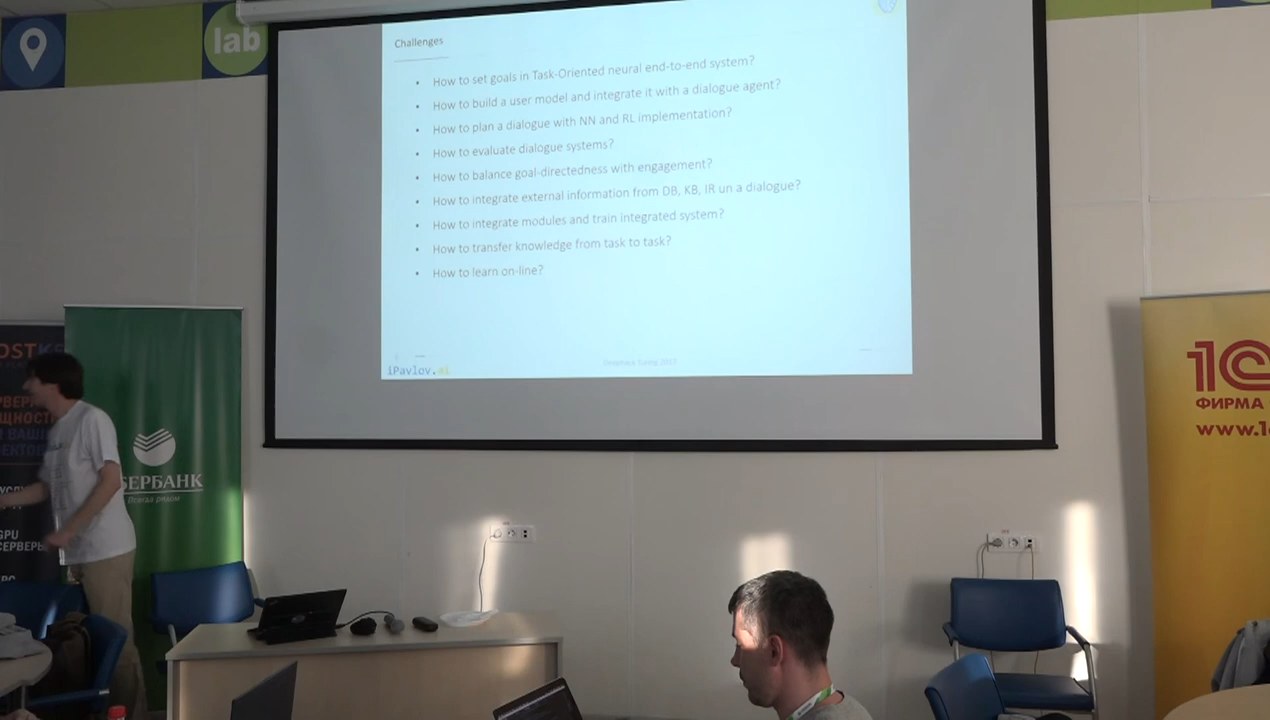 lab
Challenges
• How to set goals in Task-Oriented neural end-to-end system?
• How to build a user model and integrate it with a dialogue agent?
• How to plan a dialogue with NN and RL implementation?
• How to evaluate dialogue systems?
• How to balance goal-directedness with engagement?
• How to integrate external information from DB, KB, IR un a dialogue?
• How to integrate modules and train integrated system?
• How to transfer knowledge from task to task?
• How to learn on-line?
iPavlov.ai
СБЕРБАНК
Всегда рядом
GPU
СЕРВЕРЫ
1C
ФИРМА
www.1